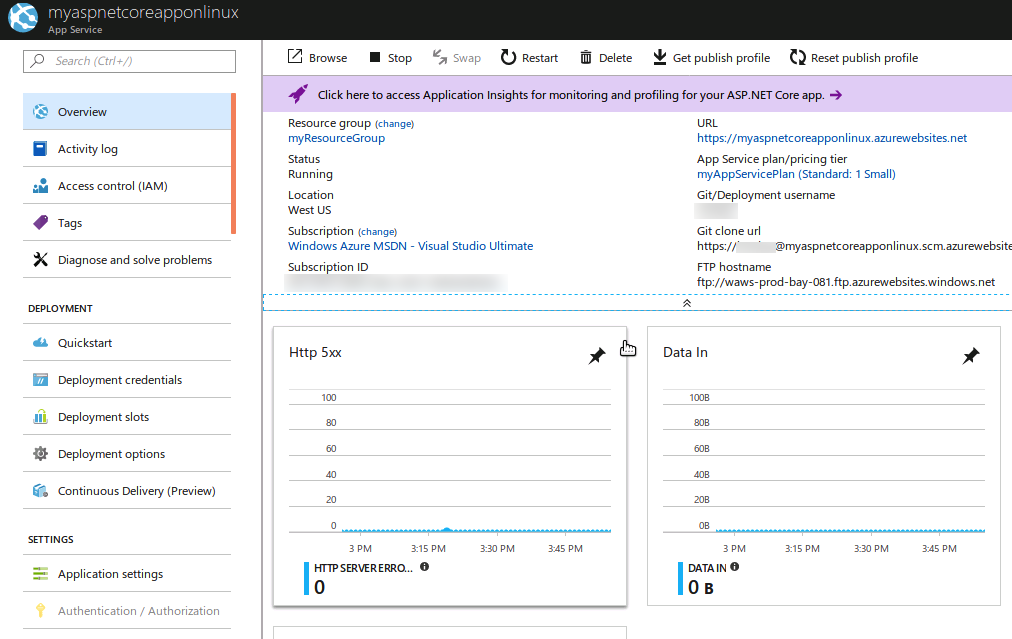 myaspnetcoreapponlinux
App Service
Search (Ctrl+/)
Overview
Activity log
Access control (IAM)
Tags
Diagnose and solve problems
DEPLOYMENT
Quickstart
Deployment credentials
Deployment slots
Deployment options
Continuous Delivery (Preview)
SETTINGS
Application settings
Authentication / Authorization
Browse Stop Swap Restart Delete Get publish profile Reset publish profile
Click here to access Application Insights for monitoring and profiling for your ASP.NET Core app.
Resource group (change)
myResourceGroup
Status
Running
Location
West US
Subscription (change)
Windows Azure MSDN - Visual Studio Ultimate
Subscription ID
URL
https://myaspnetcoreapponlinux.azurewebsites.net
App Service plan/pricing tier
myAppServicePlan (Standard: 1 Small)
Git/Deployment username
Git clone url
https:// @myaspnetcoreapponlinux.scm.azurewebsite
FTP hostname
ftp://waws-prod-bay-081.ftp.azurewebsites.windows.net
Http 5xx
100
80
60
40
20
0
3 PM 3:15 PM 3:30 PM 3:45 PM
HTTP SERVER ERRO...
0
Data In
100B
80B
60B
40B
20B
0B
3 PM 3:15 PM 3:30 PM 3:45 PM
DATA IN
0 B